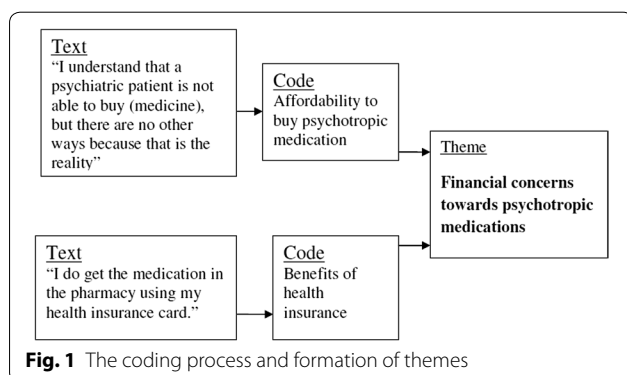 Text
“I understand that a
psychiatric patient is not
able to buy (medicine),
but there are no other
ways because that is the
reality”
Code
Affordability to
buy psychotropic
medication
Theme
Financial concerns
towards psychotropic
medications
Text
“I do get the medication in
the pharmacy using my
health insurance card.”
Code
Benefits of
health
insurance
Fig. 1 The coding process and formation of themes